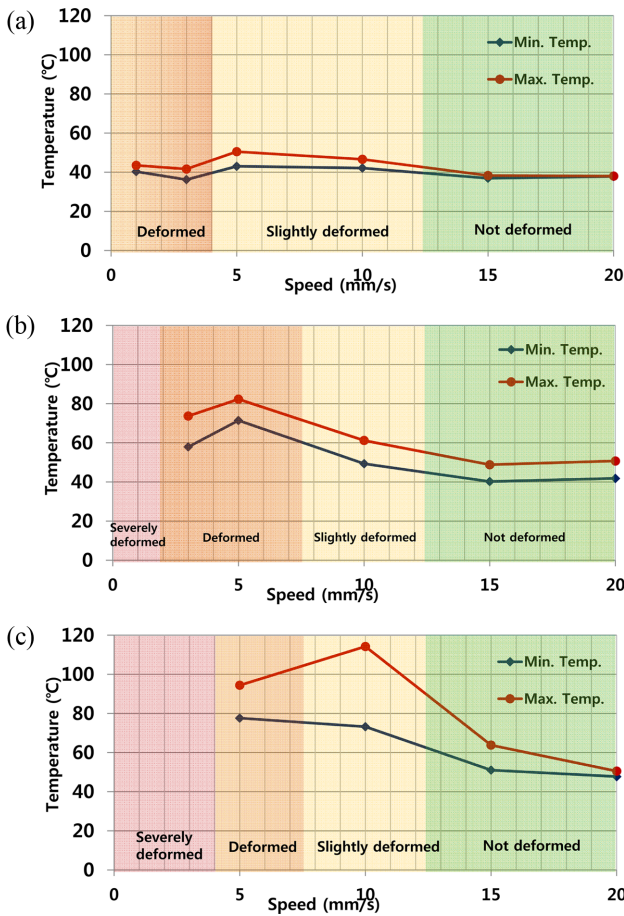 (a)
120
100
80
60
40
20
0
Temperature (℃)
Min. Temp.
Max. Temp.
Deformed
Slightly deformed
Not deformed
0 5 10 15 20
Speed (mm/s)
(b)
120
100
80
60
40
20
0
Temperature (℃)
Min. Temp.
Max. Temp.
Severely
deformed
Deformed
Slightly deformed
Not deformed
0 5 10 15 20
Speed (mm/s)
(c)
120
100
80
60
40
20
0
Temperature (℃)
Min. Temp.
Max. Temp.
Severely
deformed
Deformed
Slightly deformed
Not deformed
0 5 10 15 20
Speed (mm/s)